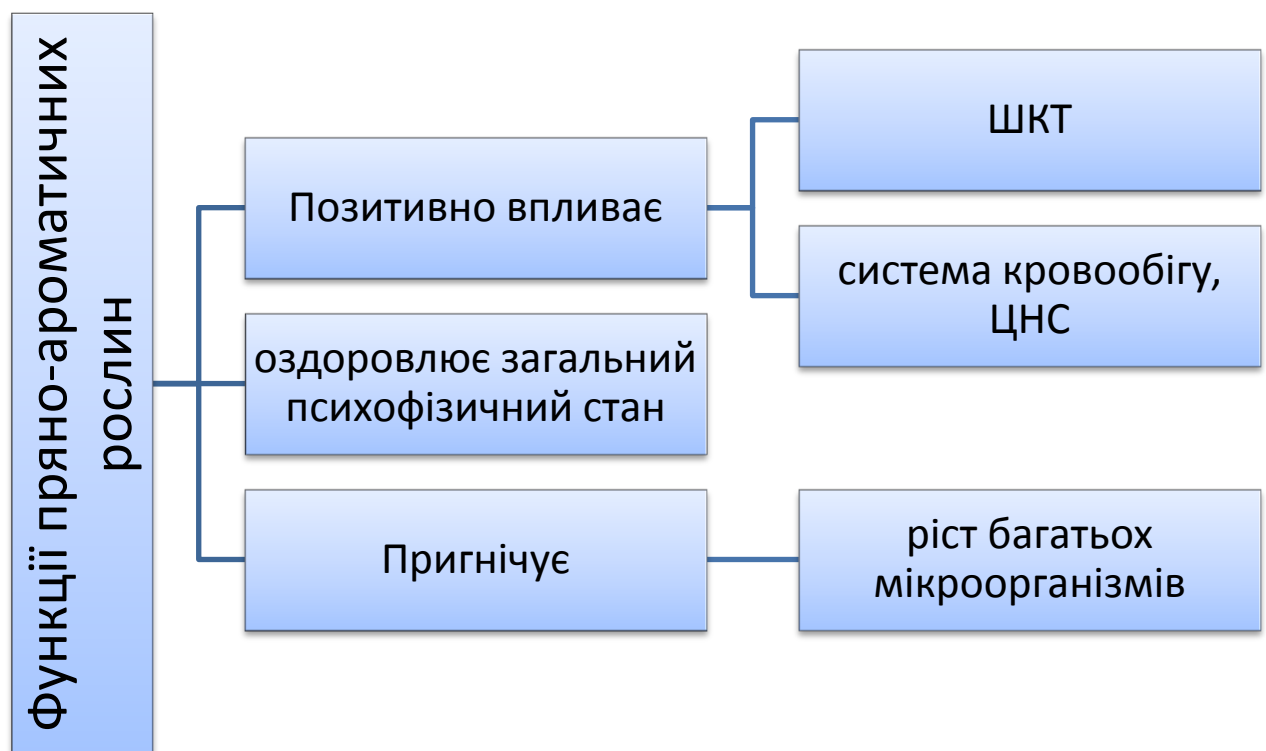 Функції пряно-ароматичних
рослин
Позитивно впливає
ШКТ
система кровообігу,
ЦНС
оздоровлює загальний
психофізичний стан
Пригнічує
ріст багатьох
мікроорганізмів